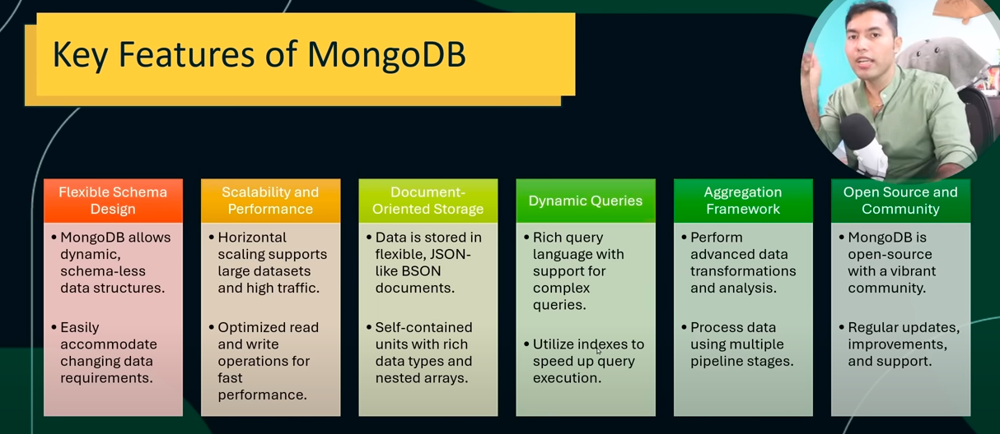 Key Features of MongoDB
Flexible Schema
Design
• MongoDB allows
dynamic,
schema-less
data structures.
• Easily
accommodate
changing data
requirements.
Scalability and
Performance
• Horizontal
scaling supports
large datasets
and high traffic.
• Optimized read
and write
operations for
fast
performance.
Document-
Oriented Storage
• Data is stored in
flexible, JSON-
like BSON
documents.
• Self-contained
units with rich
data types and
nested arrays.
Dynamic Queries
• Rich query
language with
support for
complex
queries.
• Utilize indexes to
speed up query
execution.
Aggregation
Framework
• Perform
advanced data
transformations
and analysis.
• Process data
using multiple
pipeline stages.
Open Source and
Community
• MongoDB is
open-source
with a vibrant
community.
• Regular updates,
improvements,
and support.